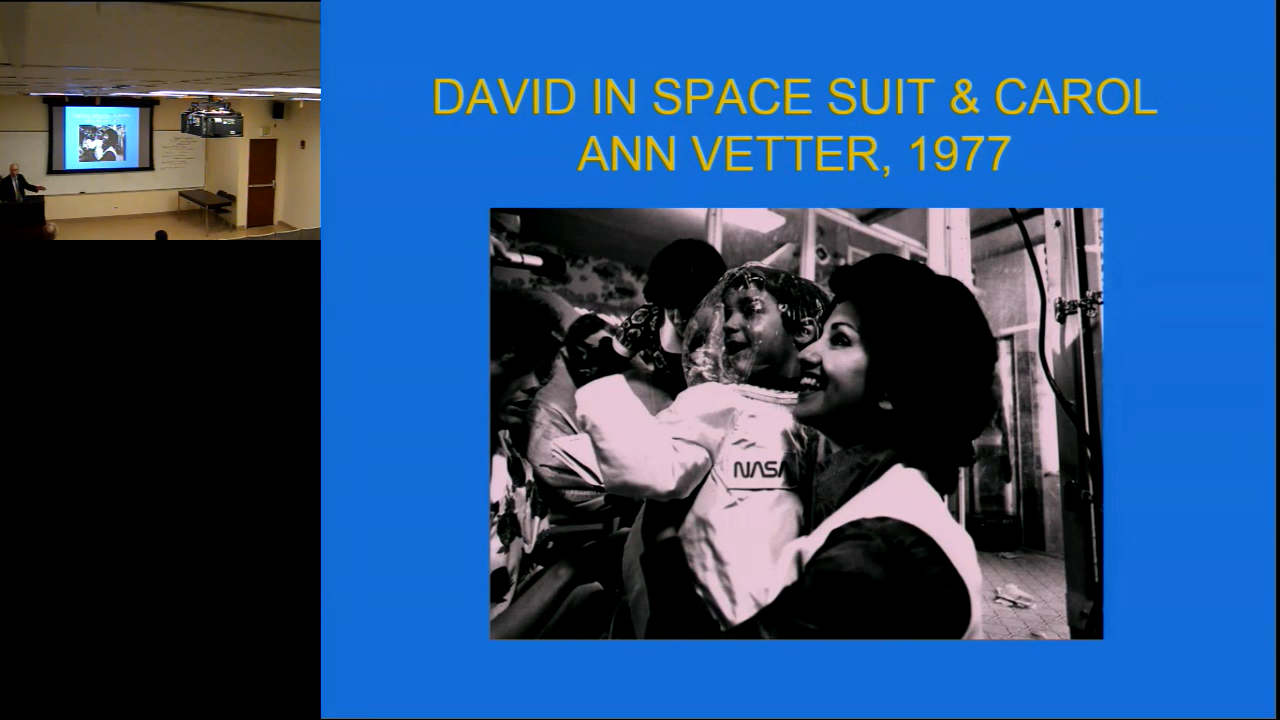 DAVID IN SPACE SUIT & CAROL
ANN VETTER, 1977
NASA